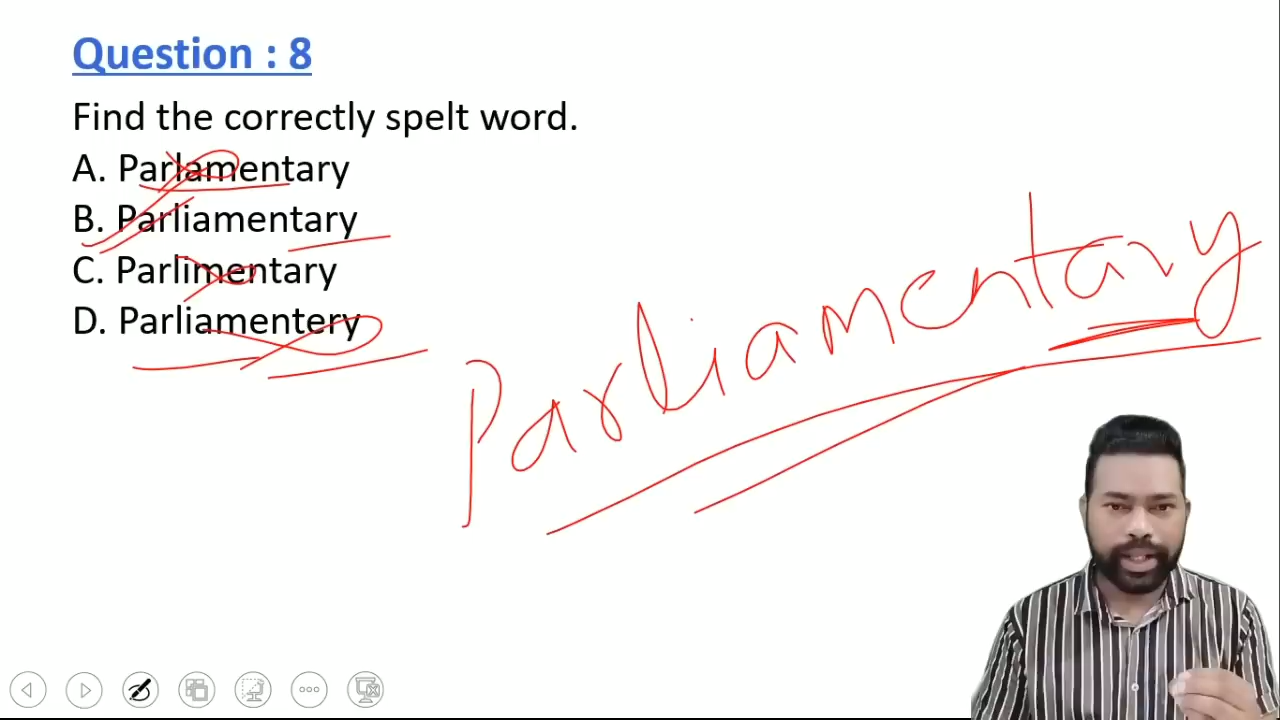 Question : 8
Find the correctly spelt word.
A. Parlamentary
B. Parliamentary
C. Parlimentary
D. Parliamentery
Parliamentary